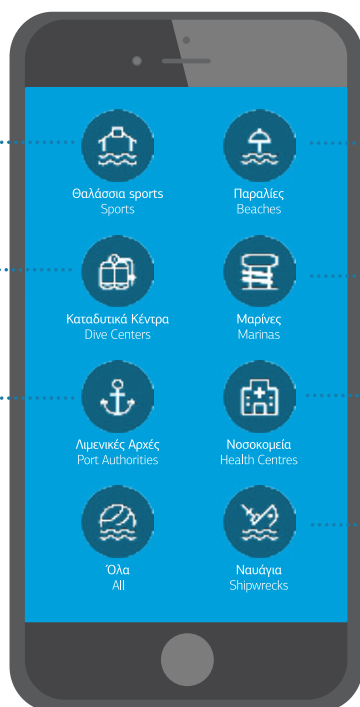 Θαλάσσια sports
Sports
Παραλίες
Beaches
Καταδυτικά Κέντρα
Dive Centers
Μαρίνες
Marinas
Λιμενικές Αρχές
Port Authorities
Νοσοκομεία
Health Centres
Όλα
All
Ναυάγια
Shipwrecks